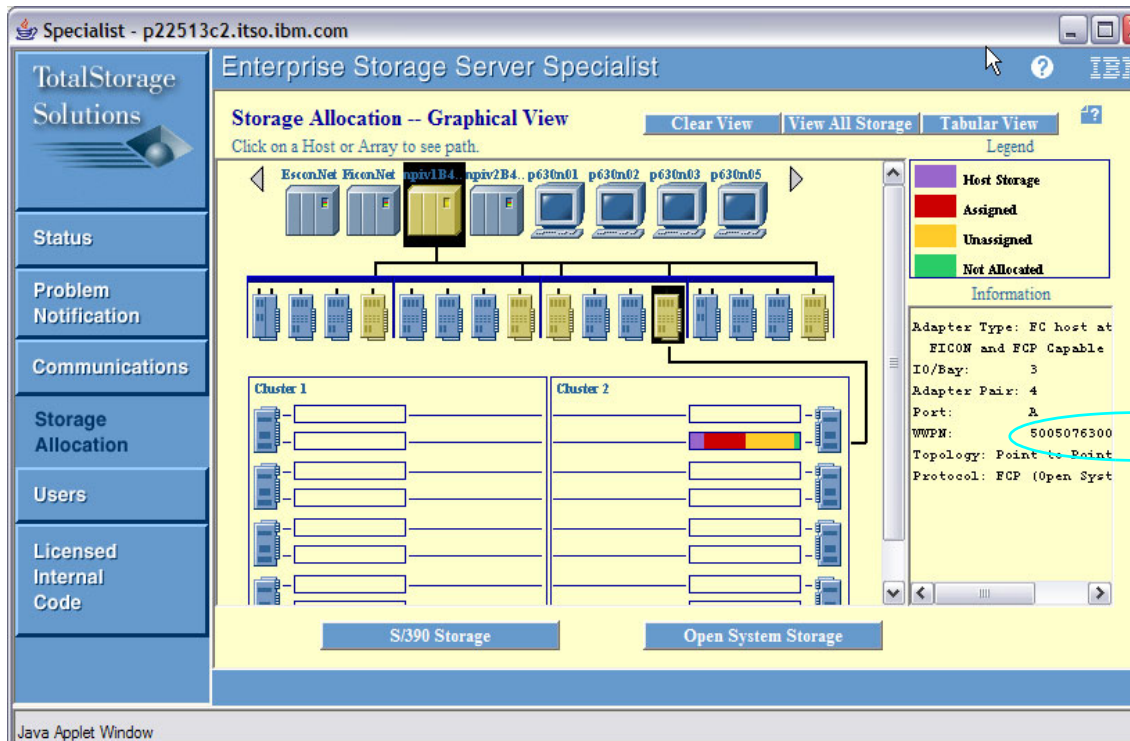 Specialist - p22513c2.itso.ibm.com
TotalStorage
Solutions
Enterprise Storage Server Specialist
?
IBM
Storage Allocation -- Graphical View
Clear View
View All Storage
Tabular View
?
Click on a Host or Array to see path.
Legend
EsconNet FiconNet npiv1B4.. npiv2B4.. p630n01 p630n02 p630n03 p630n05
Host Storage
Assigned
Unassigned
Not Allocated
Status
Problem
Notification
Communications
Storage
Allocation
Users
Licensed
Internal
Code
Information
Adapter Type: FC host at
FICON and FCP Capable
IO/Bay: 3
Adapter Pair: 4
Port: A
WWPN: 5005076300
Topology: Point to Point
Protocol: FCP (Open Syst
Cluster 1
Cluster 2
S/390 Storage
Open System Storage
Java Applet Window